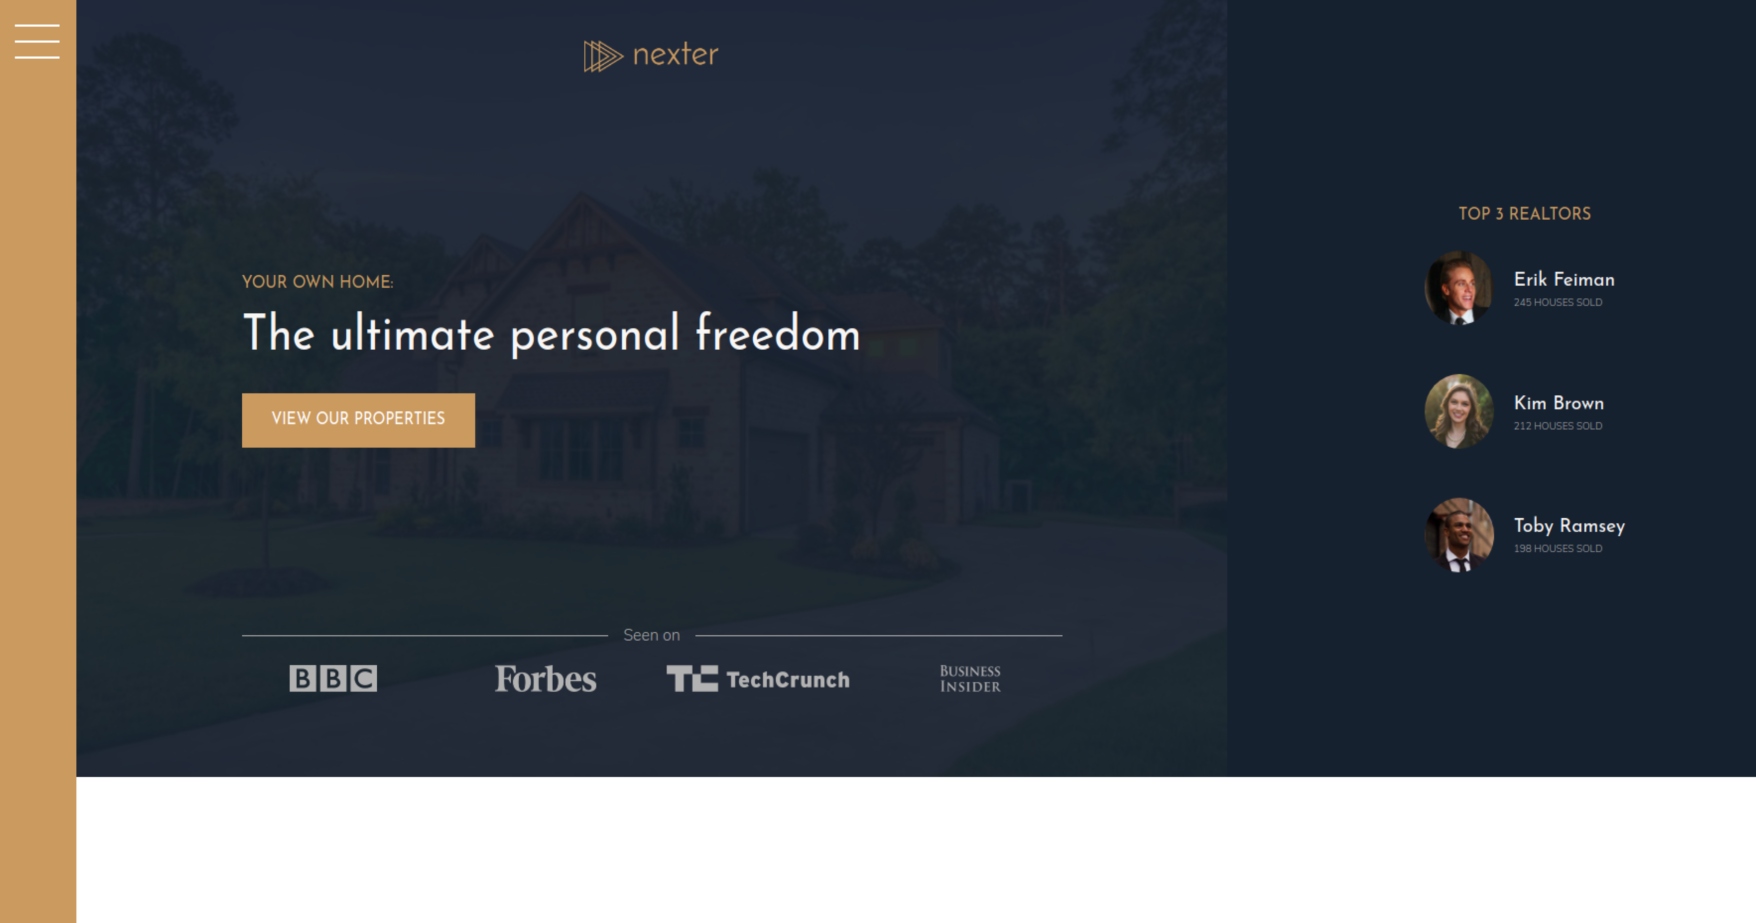 nexter
YOUR OWN HOME:
The ultimate personal freedom
VIEW OUR PROPERTIES
Seen on
BBC
Forbes
TC TechCrunch
BUSINESS
INSIDER
TOP 3 REALTORS
Erik Feiman
245 HOUSES SOLD
Kim Brown
212 HOUSES SOLD
Toby Ramsey
198 HOUSES SOLD